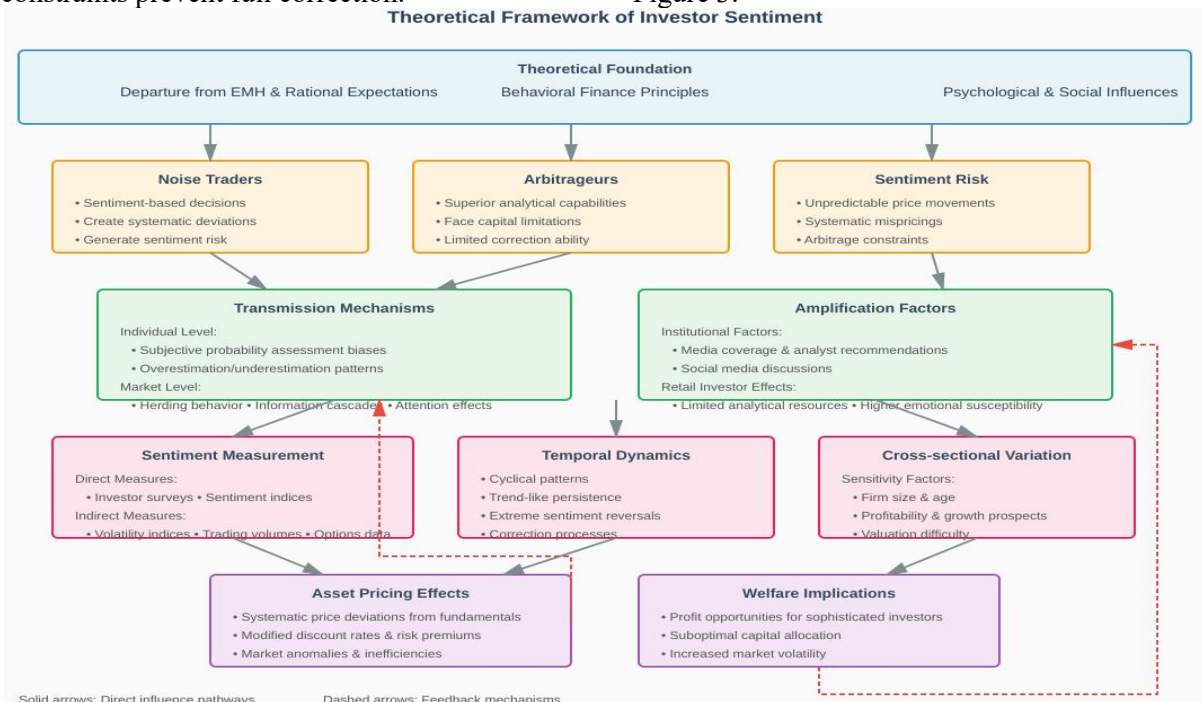 constraints prevent full correction. Figure 3.
Theoretical Framework of Investor Sentiment
Theoretical Foundation
Departure from EMH & Rational Expectations Behavioral Finance Principles Psychological & Social Influences
Noise Traders
• Sentiment-based decisions
• Create systematic deviations
• Generate sentiment risk
Arbitrageurs
• Superior analytical capabilities
• Face capital limitations
• Limited correction ability
Sentiment Risk
• Unpredictable price movements
• Systematic mispricings
• Arbitrage constraints
Transmission Mechanisms
Individual Level:
• Subjective probability assessment biases
• Overestimation/underestimation patterns
Market Level:
• Herding behavior • Information cascades • Attention effects
Amplification Factors
Institutional Factors:
• Media coverage & analyst recommendations
• Social media discussions
Retail Investor Effects:
• Limited analytical resources • Higher emotional susceptibility
Sentiment Measurement
Direct Measures:
• Investor surveys • Sentiment indices
Indirect Measures:
• Volatility indices • Trading volumes • Options data
Temporal Dynamics
• Cyclical patterns
• Trend-like persistence
• Extreme sentiment reversals
• Correction processes
Cross-sectional Variation
Sensitivity Factors:
• Firm size & age
• Profitability & growth prospects
• Valuation difficulty
Asset Pricing Effects
• Systematic price deviations from fundamentals
• Modified discount rates & risk premiums
• Market anomalies & inefficiencies
Welfare Implications
• Profit opportunities for sophisticated investors
• Suboptimal capital allocation
• Increased market volatility
Solid arrows: Direct influence pathways Dashed arrows: Feedback mechanisms